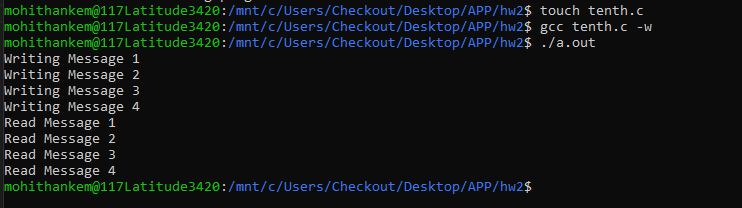 mohithankem@117Latitude3420:/mnt/c/Users/Checkout/Desktop/APP/hw2$ touch tenth.c
mohithankem@117Latitude3420:/mnt/c/Users/Checkout/Desktop/APP/hw2$ gcc tenth.c -w
mohithankem@117Latitude3420:/mnt/c/Users/Checkout/Desktop/APP/hw2$ ./a.out
Writing Message 1
Writing Message 2
Writing Message 3
Writing Message 4
Read Message 1
Read Message 2
Read Message 3
Read Message 4
mohithankem@117Latitude3420:/mnt/c/Users/Checkout/Desktop/APP/hw2$